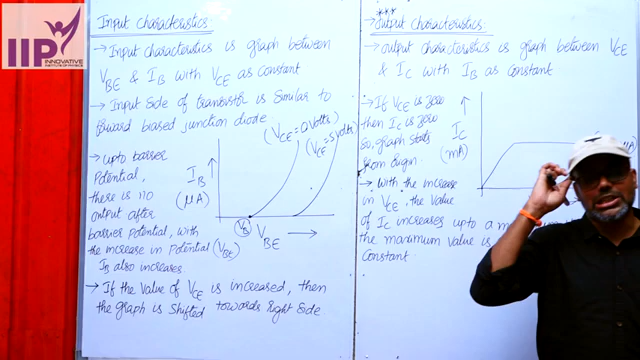 IIP
INNOVATIVE
INSTITUTE OF PHYSICS
Input Characteristics:
→ Input characteristics is graph between
VBE & IB with VCE as constant
→ Input side of transistor is similar to
forward biased junction diode.
(VCE=0 Volts)
(VCE=5 Volts)
→ upto barrier
Potential,
there is no
output after
barrier potential, with
the increase in Potential (VBE)
IB also increases.
IB
(μA)
VB
VBE
→ If the Value of VCE is increased, then
the graph is shifted towards Right Side
***
Output Characteristics:
→ Output characteristics is graph between VCE
& IC with IB as Constant
→ If VCE is zero
then IC is zero
so, graph starts
from origin.
IC
(mA)
→ With the increase
in VCE, the Value
of IC increases upto a
the maximum value is
Constant.